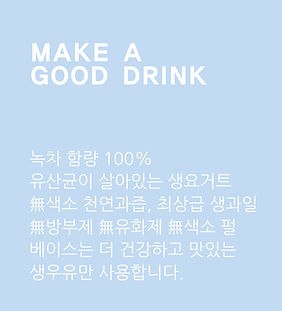 MAKE A
GOOD DRINK
녹차 함량 100%
유산균이 살아있는 생요거트
無색소 천연과즙, 최상급 생과일
無방부제 無유화제 無색소 펄
베이스는 더 건강하고 맛있는
생우유만 사용합니다.